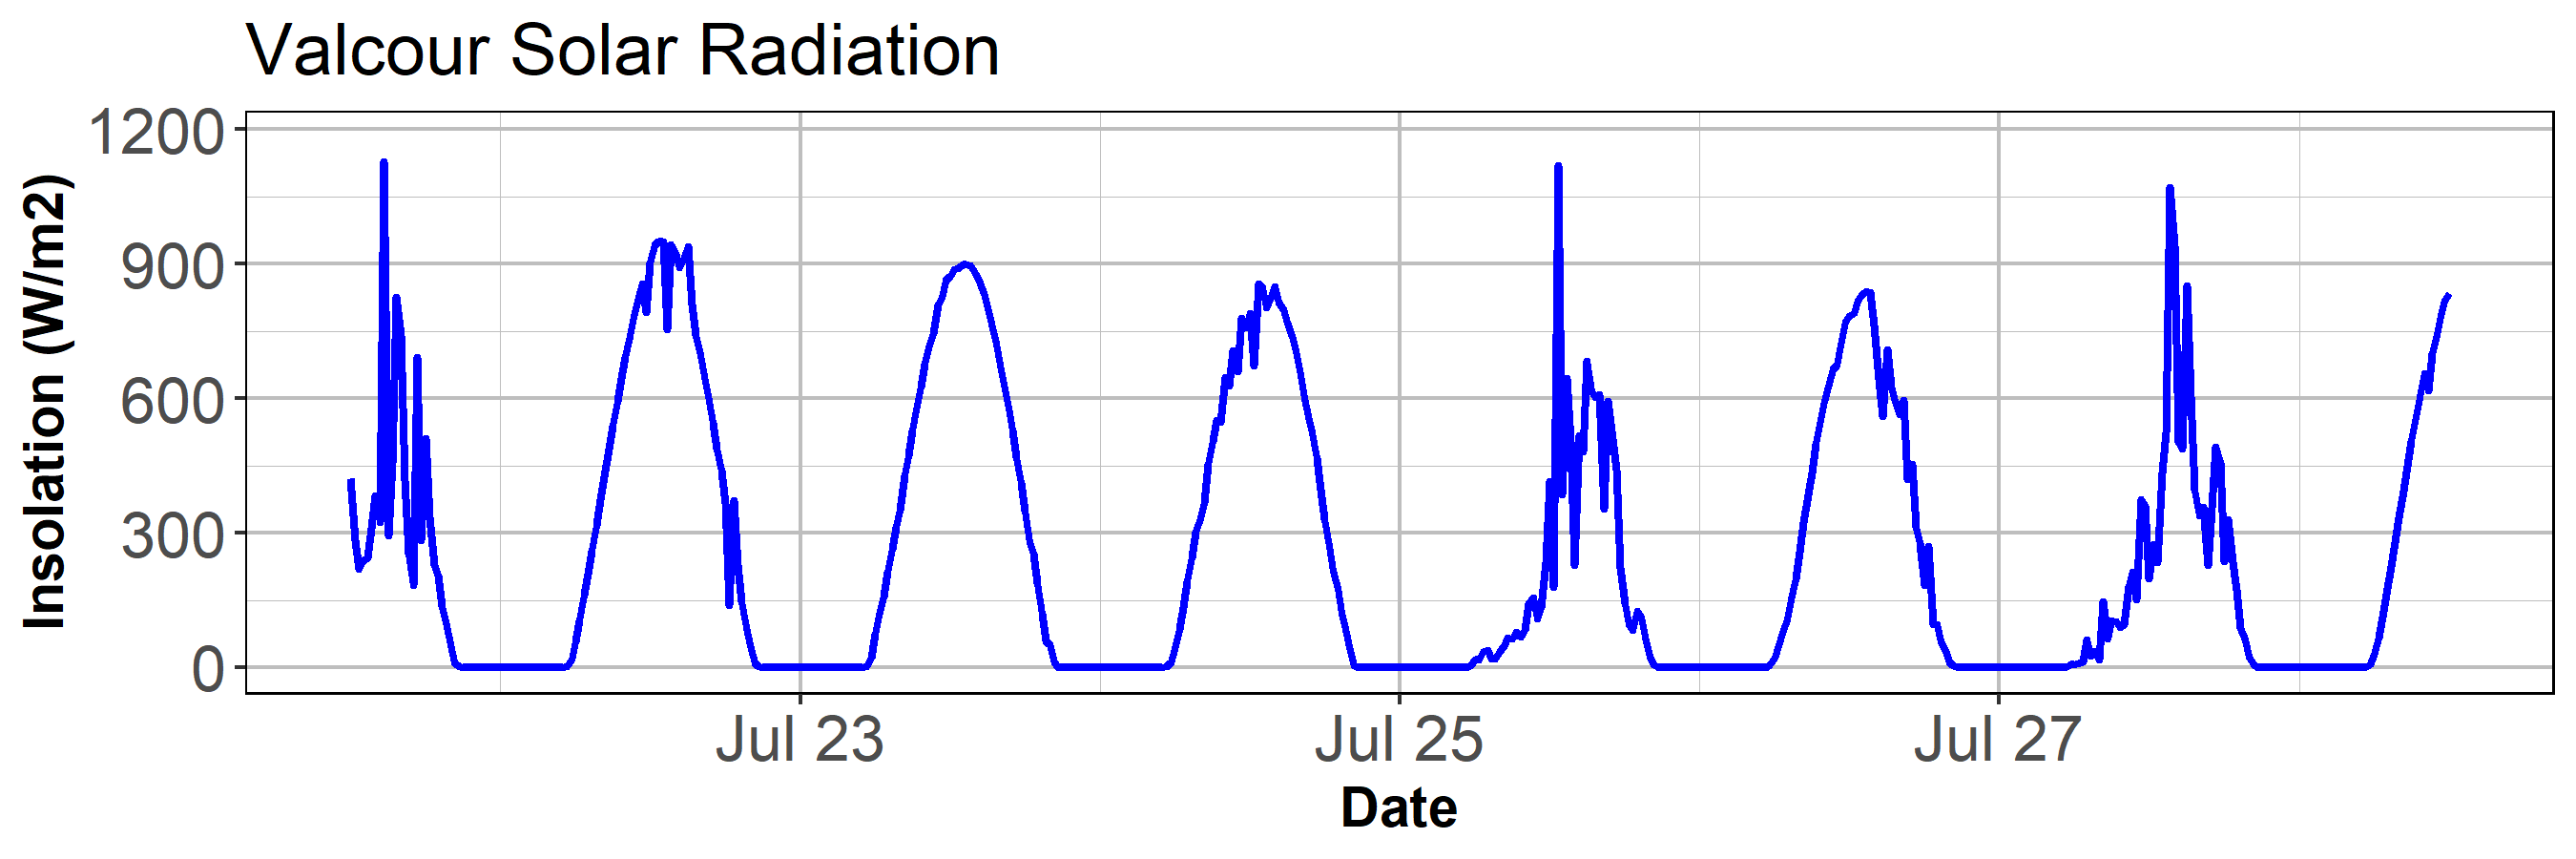 Valcour Solar Radiation
Insolation (W/m2)
1200
900
600
300
0
Jul 23
Jul 25
Jul 27
Date